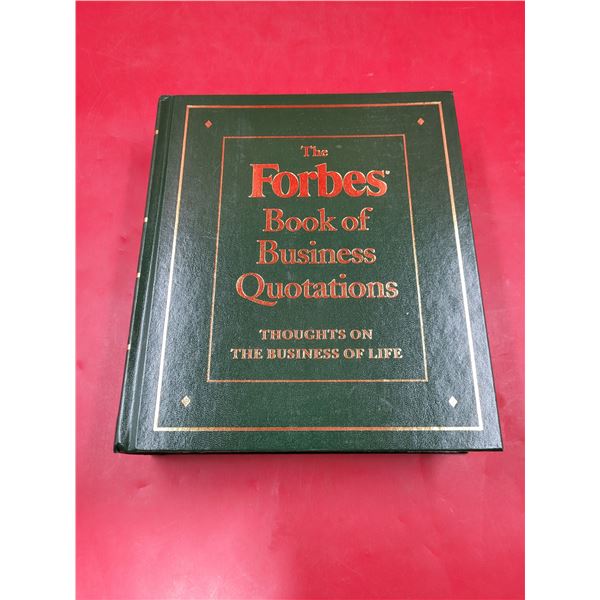 The
Forbes®
Book of
Business
Quotations
THOUGHTS ON
THE BUSINESS OF LIFE